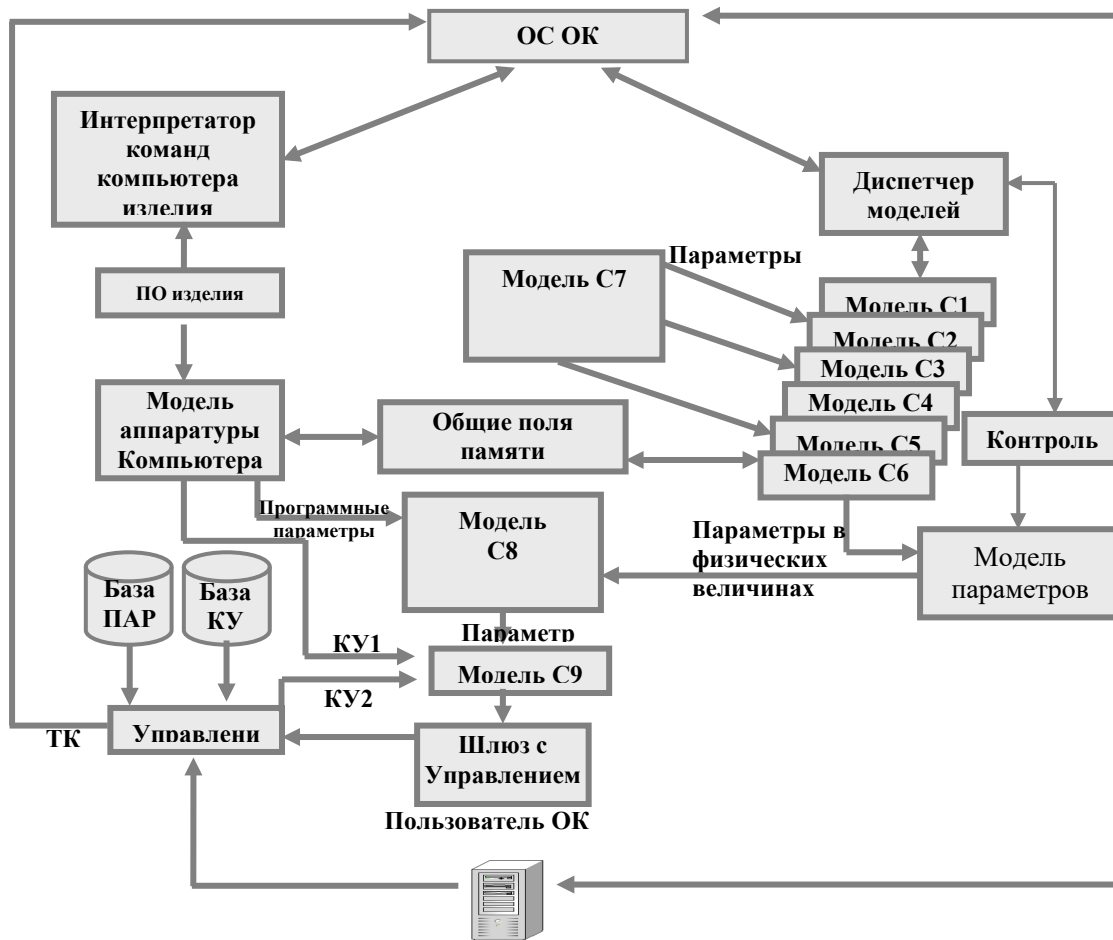 ОС ОК
Интерпретатор
команд
компьютера
изделия
Диспетчер
моделей
Параметры
Модель С7
ПО изделия
Модель С1
Модель С2
Модель С3
Модель С4
Модель С5
Модель С6
Модель
аппаратуры
Компьютера
Общие поля
памяти
Контроль
Программные
параметры
Модель
С8
Параметры в
физических
величинах
Модель
параметров
База
ПАР
База
КУ
Параметр
КУ1
Модель С9
КУ2
ТК
Управлени
Шлюз с
Управлением
Пользователь ОК